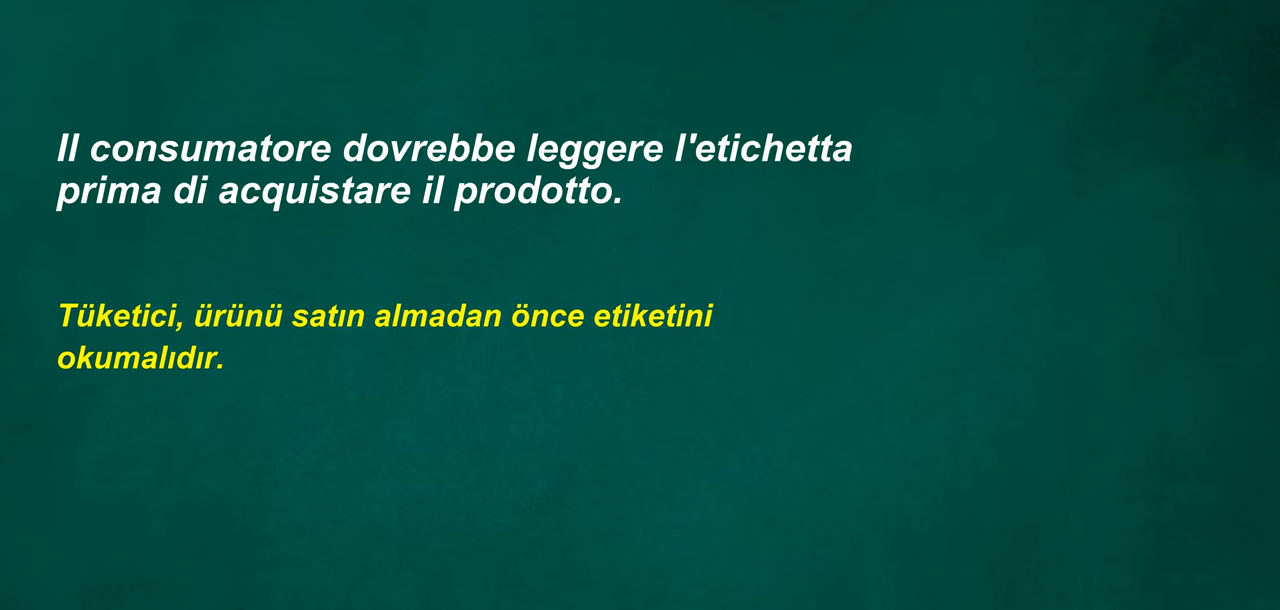 Il consumatore dovrebbe leggere l'etichetta
prima di acquistare il prodotto.
Tüketici, ürünü satın almadan önce etiketini
okumalıdır.